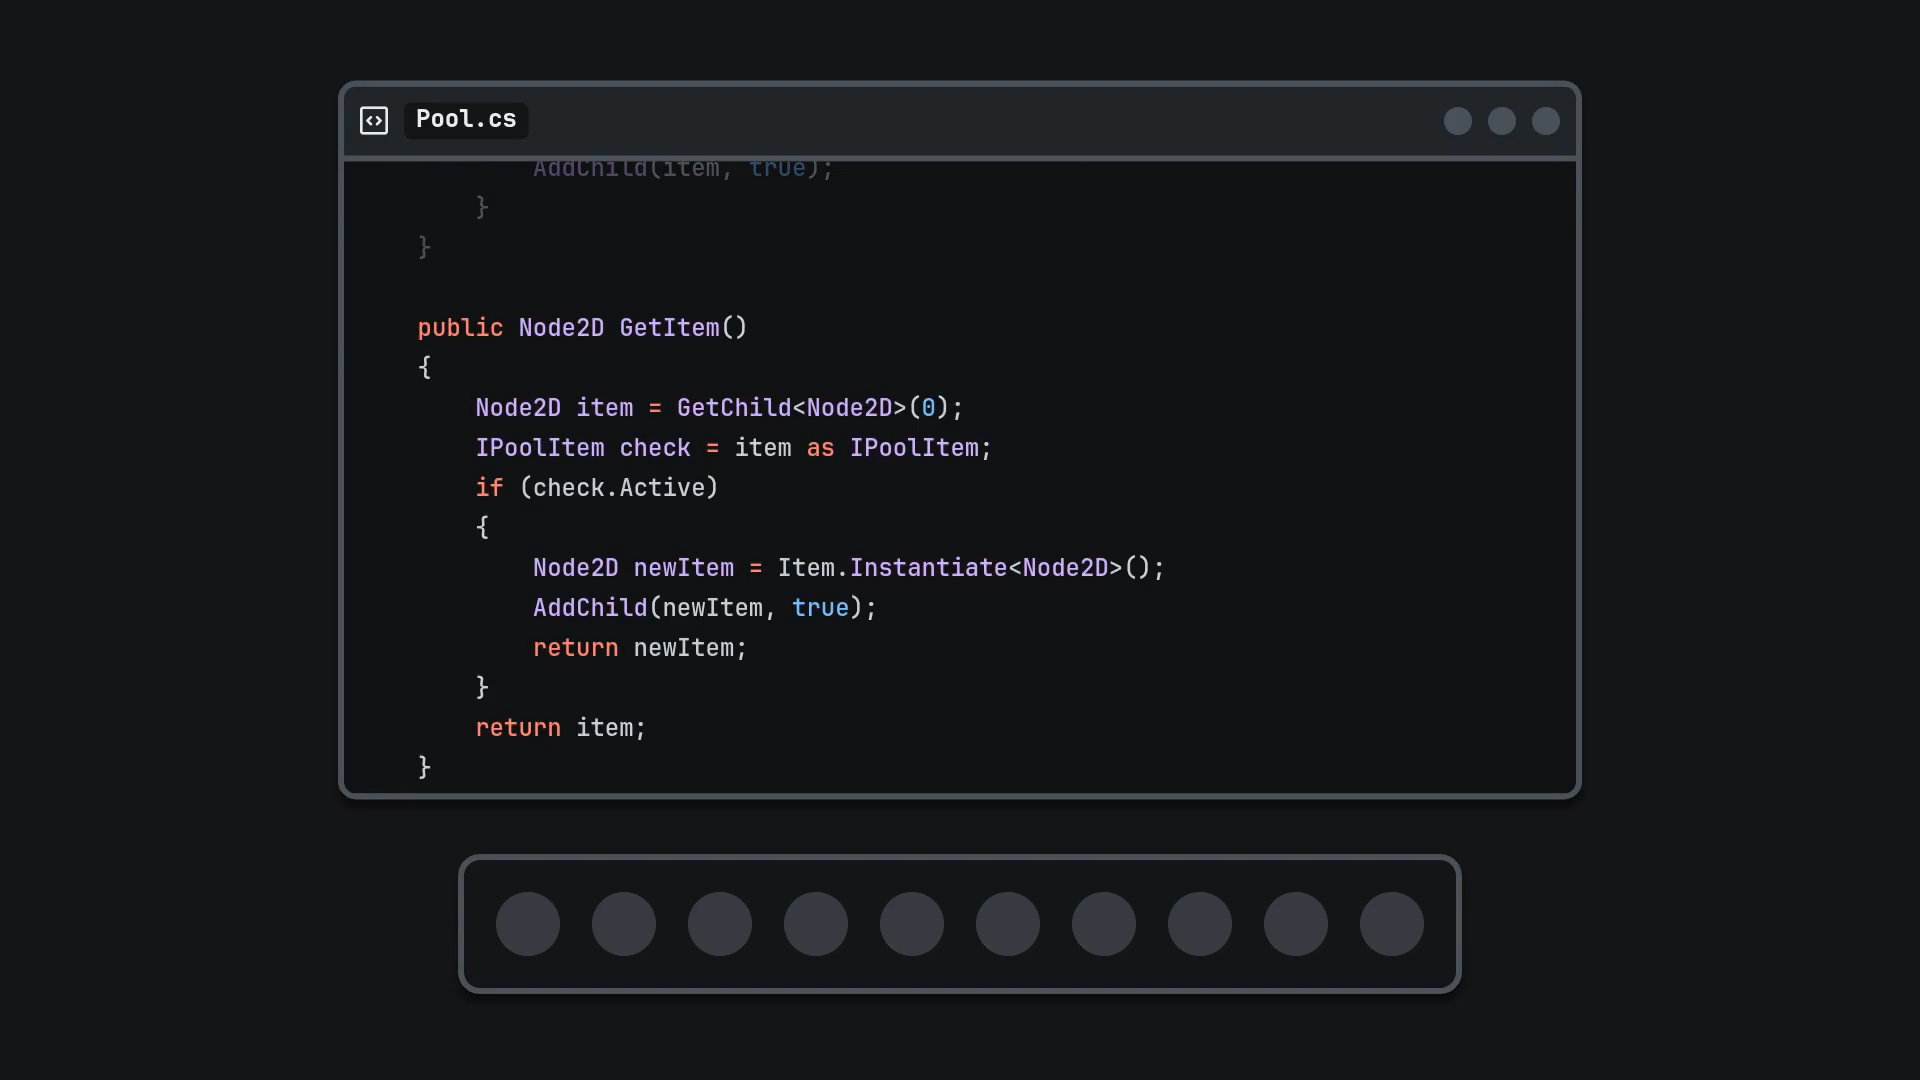 Pool.cs
AddChild(item, true);
}
}
public Node2D GetItem()
{
Node2D item = GetChild<Node2D>(0);
IPoolItem check = item as IPoolItem;
if (check.Active)
{
Node2D newItem = Item.Instantiate<Node2D>();
AddChild(newItem, true);
return newItem;
}
return item;
}